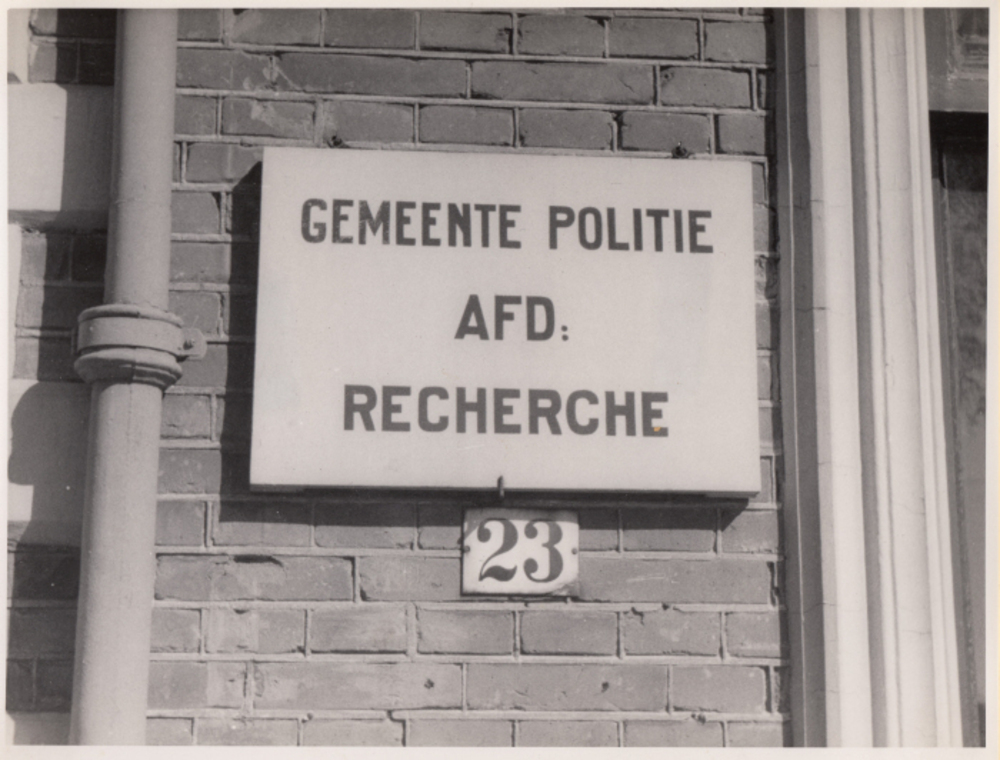 GEMEENTE POLITIE
AFD:
RECHERCHE
23